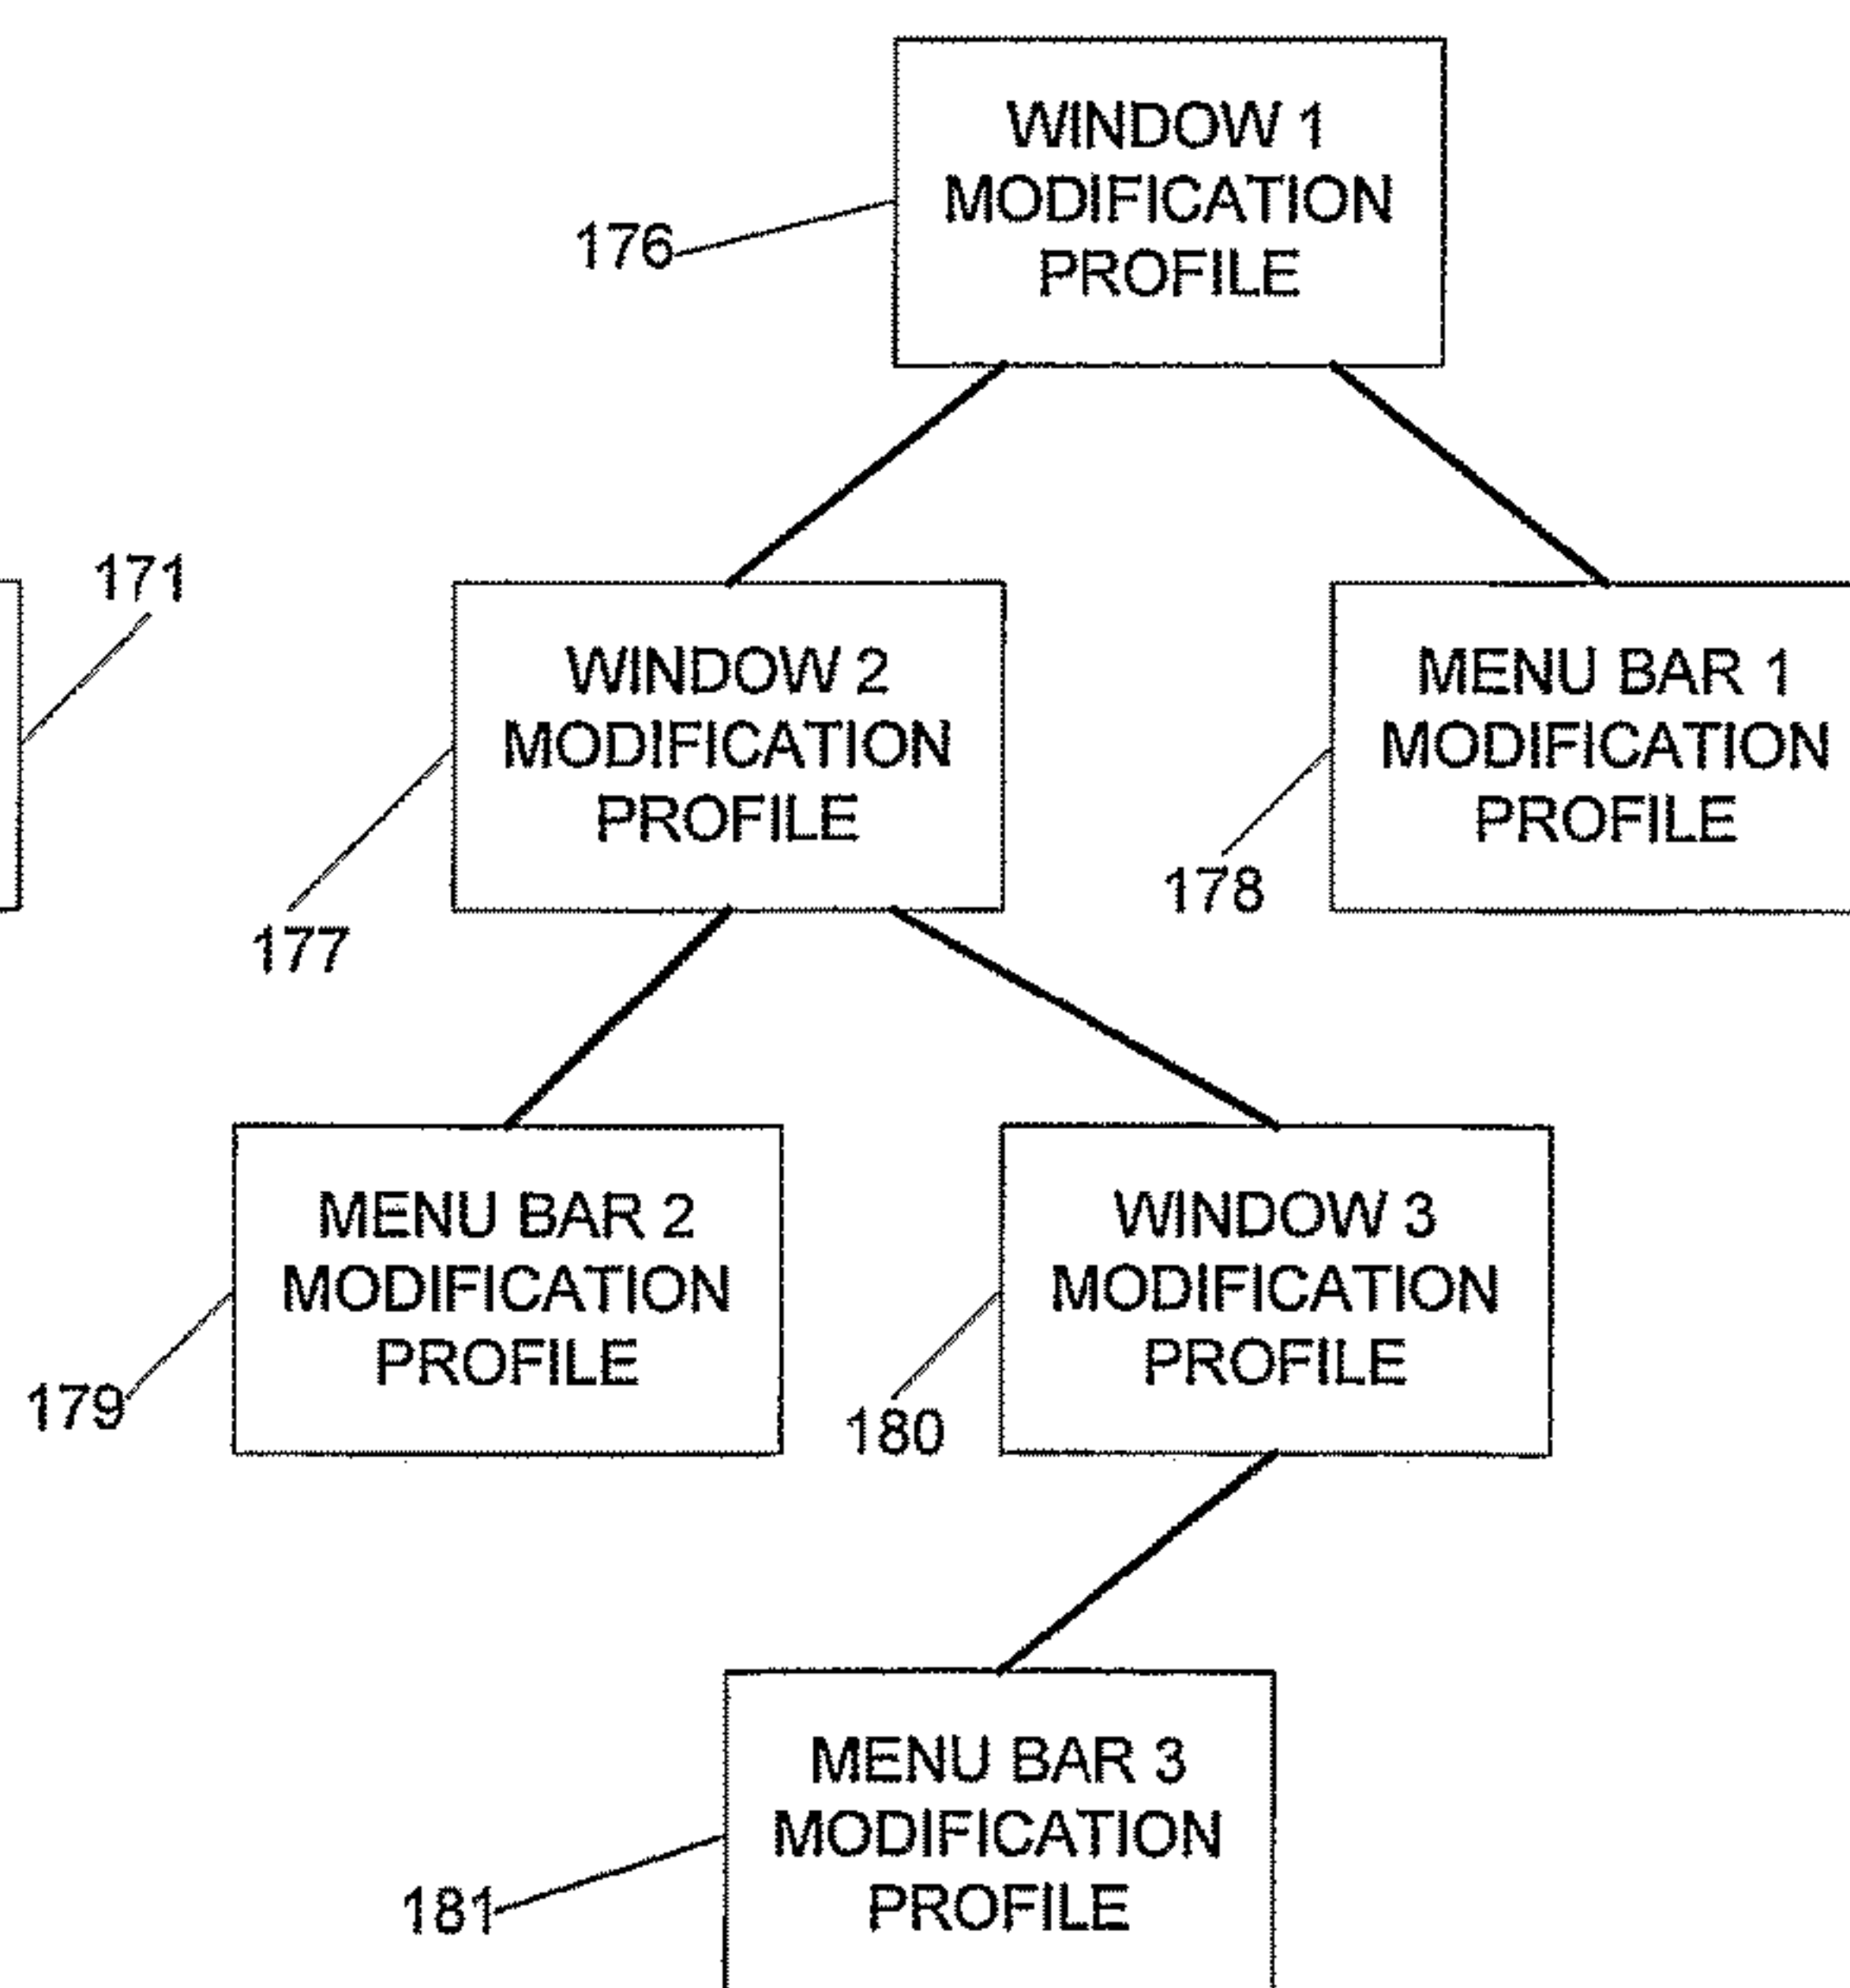 WINDOW 1
MODIFICATION
PROFILE
176
171
WINDOW 2
MODIFICATION
PROFILE
177
MENU BAR 1
MODIFICATION
PROFILE
178
MENU BAR 2
MODIFICATION
PROFILE
179
WINDOW 3
MODIFICATION
PROFILE
180
MENU BAR 3
MODIFICATION
PROFILE
181